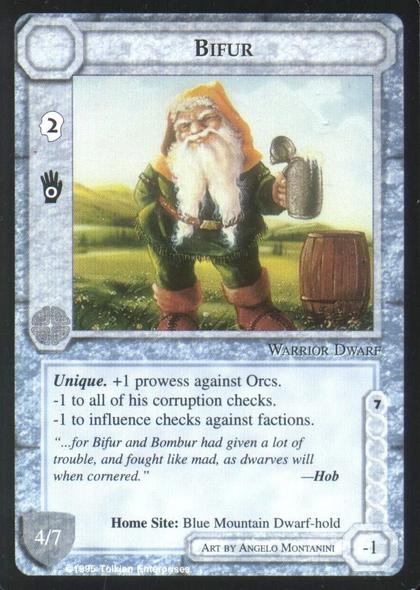 BIFUR
2
WARRIOR DWARF
Unique. +1 prowess against Orcs.
-1 to all of his corruption checks.
-1 to influence checks against factions.
7
"...for Bifur and Bombur had given a lot of
trouble, and fought like mad, as dwarves will
when cornered." —Hob
Home Site: Blue Mountain Dwarf-hold
4/7
ART BY ANGELO MONTANINI
-1
©1995 Tolkien Enterprises